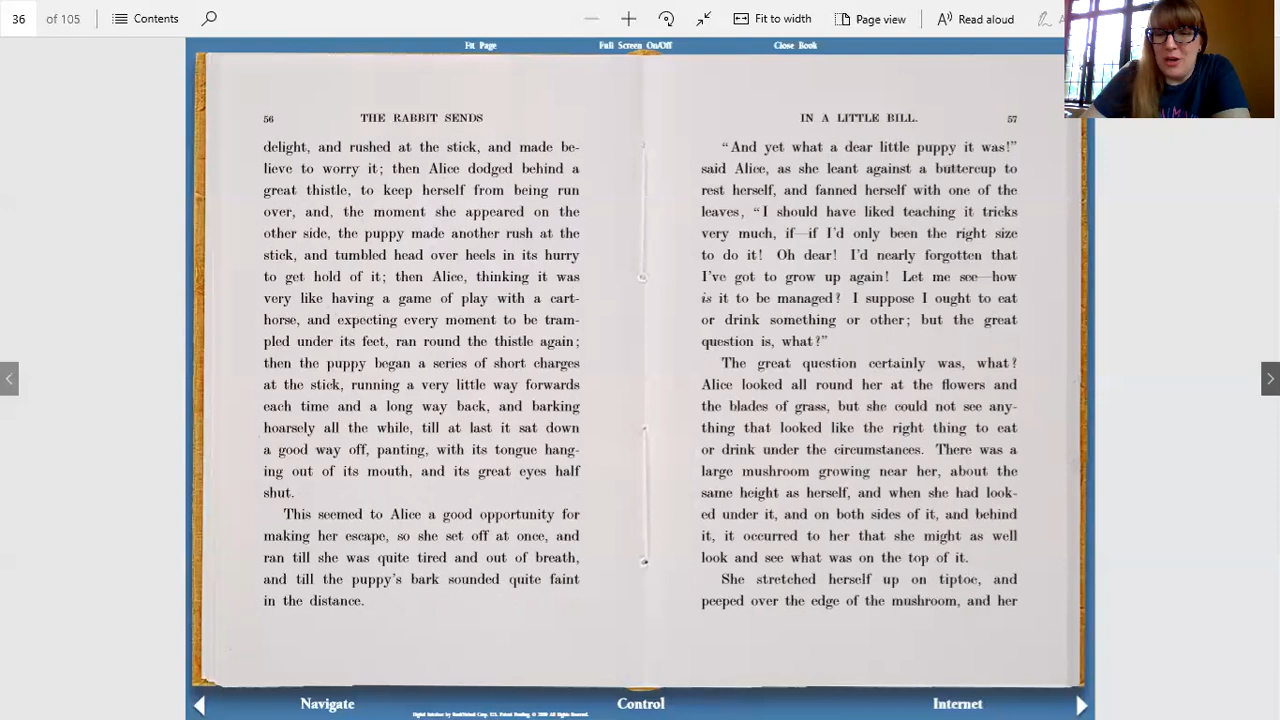 36 of 105 Contents Fit to width Page view Read aloud
Fit Page Full Screen On/Off Close Book
56 THE RABBIT SENDS
delight, and rushed at the stick, and made be-
lieve to worry it; then Alice dodged behind a
great thistle, to keep herself from being run
over, and, the moment she appeared on the
other side, the puppy made another rush at the
stick, and tumbled head over heels in its hurry
to get hold of it; then Alice, thinking it was
very like having a game of play with a cart-
horse, and expecting every moment to be tram-
pled under its feet, ran round the thistle again;
then the puppy began a series of short charges
at the stick, running a very little way forwards
each time and a long way back, and barking
hoarsely all the while, till at last it sat down
a good way off, panting, with its tongue hang-
ing out of its mouth, and its great eyes half
shut.
This seemed to Alice a good opportunity for
making her escape, so she set off at once, and
ran till she was quite tired and out of breath,
and till the puppy's bark sounded quite faint
in the distance.
IN A LITTLE BILL. 57
“And yet what a dear little puppy it was!”
said Alice, as she leant against a buttercup to
rest herself, and fanned herself with one of the
leaves, “I should have liked teaching it tricks
very much, if—if I'd only been the right size
to do it! Oh dear! I'd nearly forgotten that
I've got to grow up again! Let me see—how
is it to be managed? I suppose I ought to eat
or drink something or other; but the great
question is, what?”
The great question certainly was, what?
Alice looked all round her at the flowers and
the blades of grass, but she could not see any-
thing that looked like the right thing to eat
or drink under the circumstances. There was a
large mushroom growing near her, about the
same height as herself, and when she had look-
ed under it, and on both sides of it, and behind
it, it occurred to her that she might as well
look and see what was on the top of it.
She stretched herself up on tiptoe, and
peeped over the edge of the mushroom, and her
Navigate Control Internet